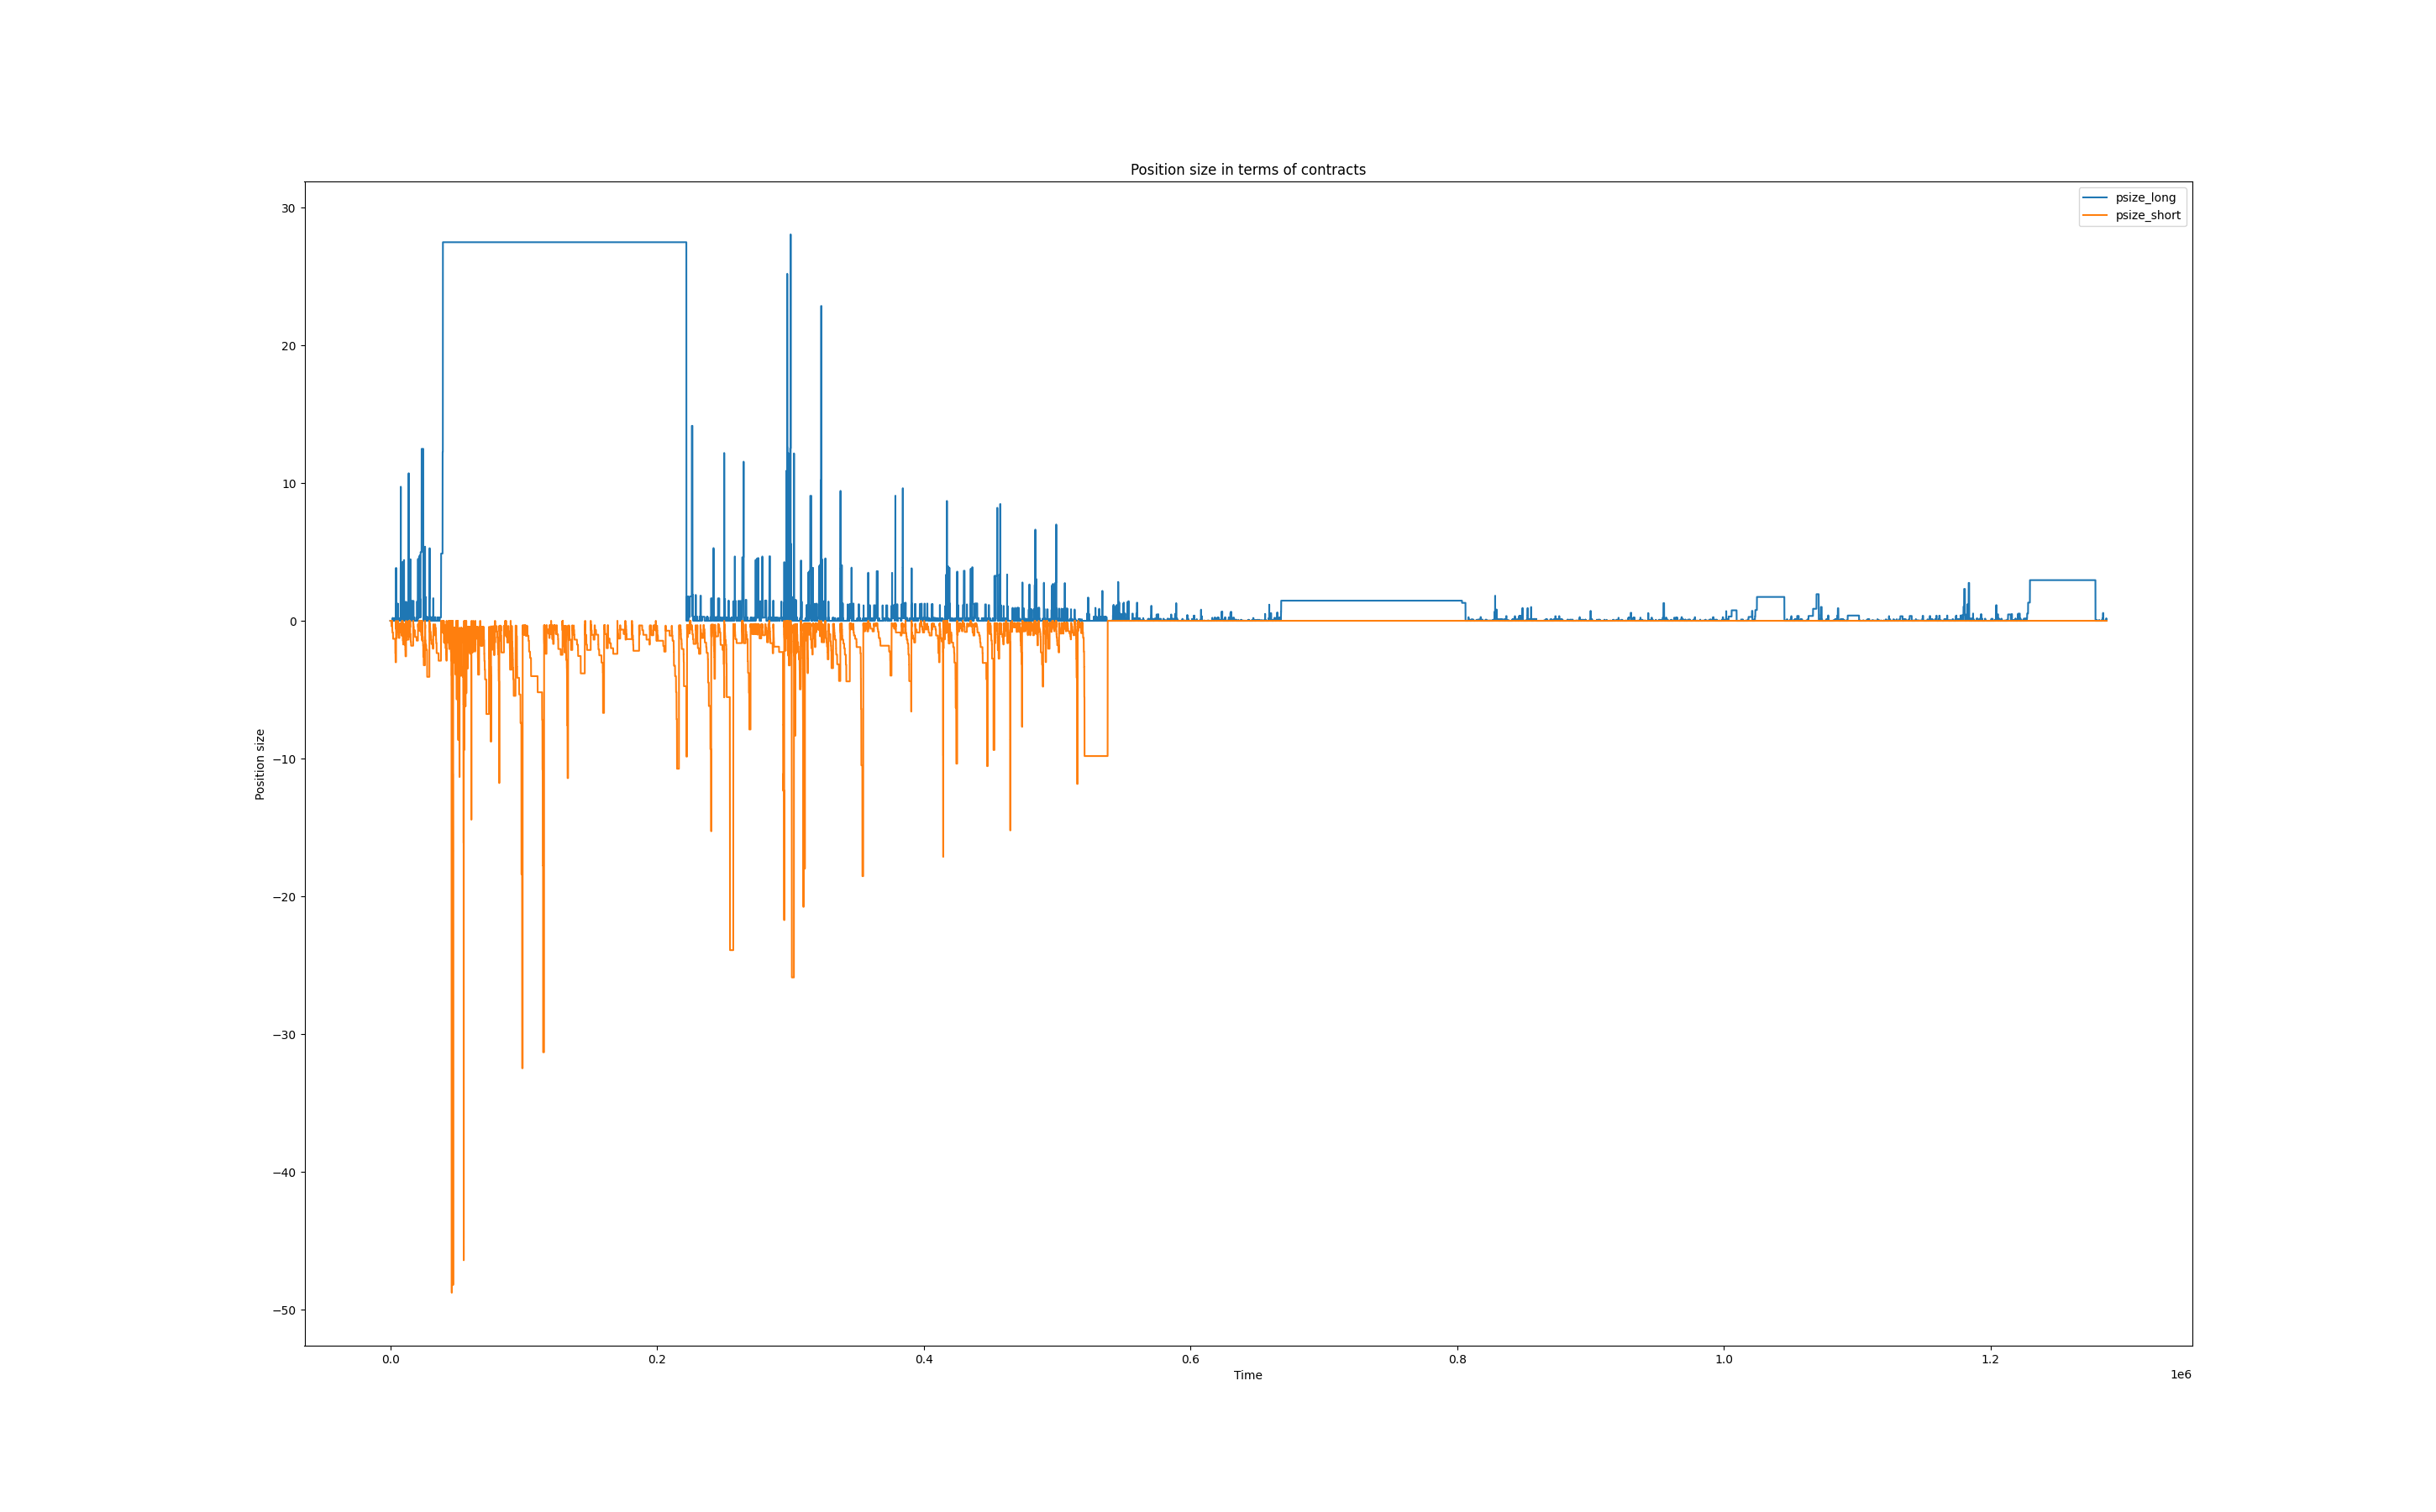 Position size in terms of contracts
psize_long
psize_short
30
20
10
0
−10
−20
−30
−40
−50
Position size
0.0
0.2
0.4
0.6
0.8
1.0
1.2
1e6
Time